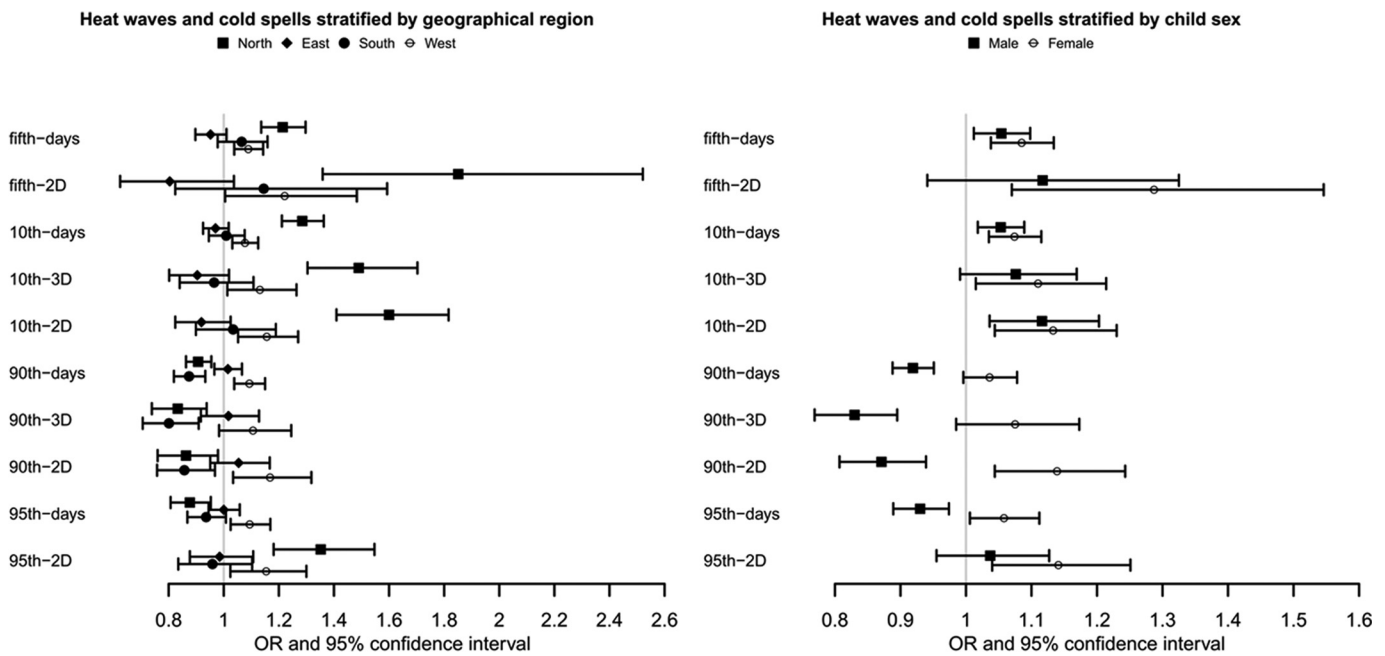 Heat waves and cold spells stratified by geographical region
North East South West
fifth−days
fifth−2D
10th−days
10th−3D
10th−2D
90th−days
90th−3D
90th−2D
95th−days
95th−2D
0.8 1 1.2 1.4 1.6 1.8 2 2.2 2.4 2.6
OR and 95% confidence interval
Heat waves and cold spells stratified by child sex
Male Female
fifth−days
fifth−2D
10th−days
10th−3D
10th−2D
90th−days
90th−3D
90th−2D
95th−days
95th−2D
0.8 0.9 1 1.1 1.2 1.3 1.4 1.5 1.6
OR and 95% confidence interval